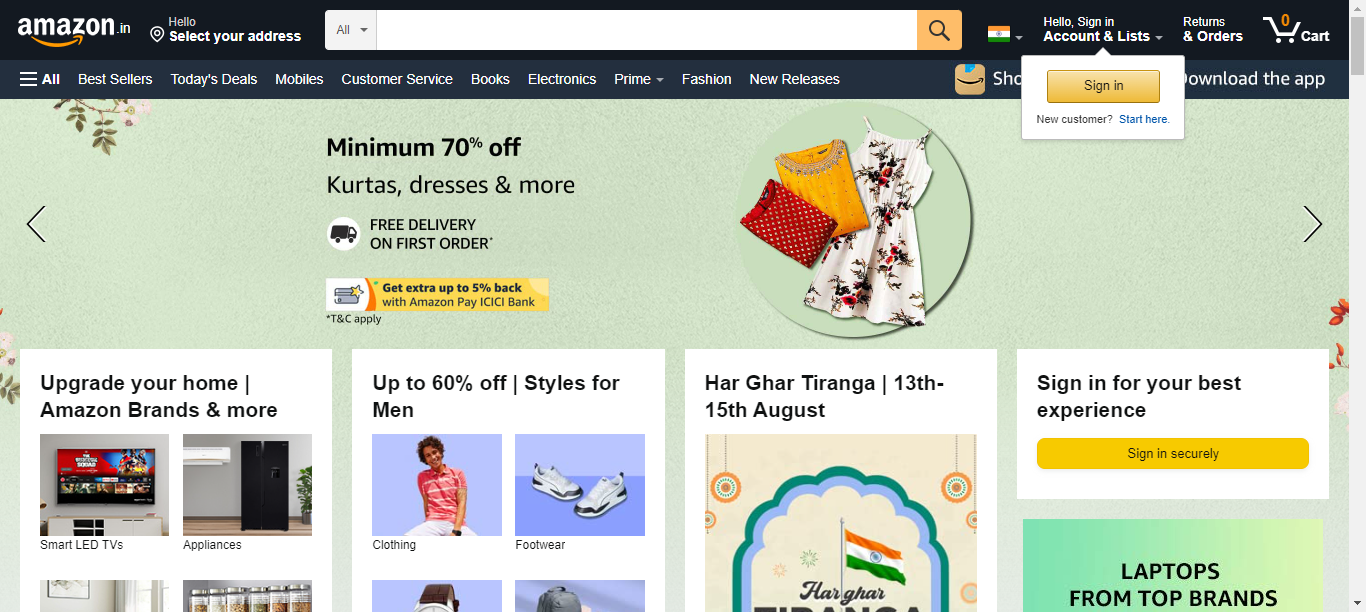 amazon.in
Hello
Select your address
All
Hello, Sign in
Account & Lists
Returns
& Orders
0
Cart
All
Best Sellers
Today's Deals
Mobiles
Customer Service
Books
Electronics
Prime
Fashion
New Releases
Sho
Download the app
Sign in
New customer? Start here.
Minimum 70% off
Kurtas, dresses & more
FREE DELIVERY
ON FIRST ORDER*
Get extra up to 5% back
with Amazon Pay ICICI Bank
*T&C apply
Upgrade your home |
Amazon Brands & more
Smart LED TVs
Appliances
Up to 60% off | Styles for
Men
Clothing
Footwear
Har Ghar Tiranga | 13th-
15th August
Har ghar
TIRANGA
Sign in for your best
experience
Sign in securely
LAPTOPS
FROM TOP BRANDS